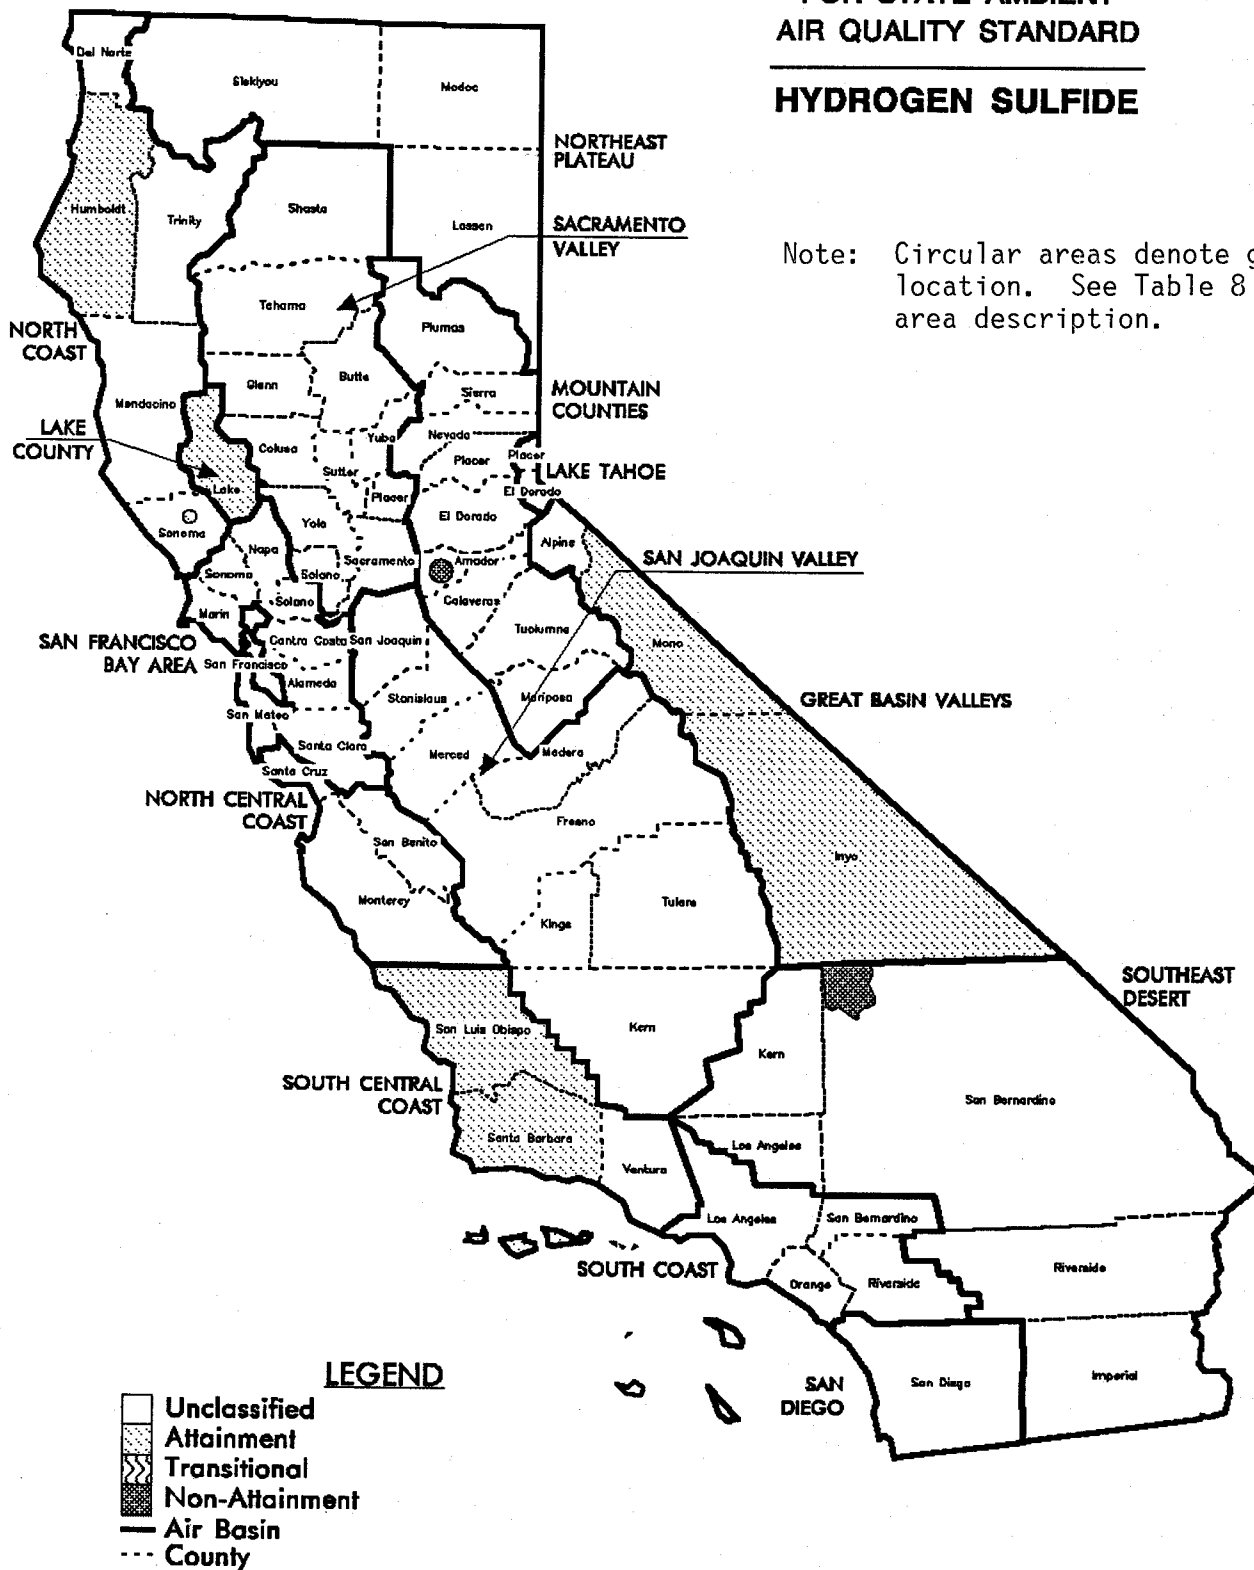 AIR QUALITY STANDARD
HYDROGEN SULFIDE
Note: Circular areas denote
location. See Table 8
area description.
Del Norte
Siskiyou
Modoc
NORTHEAST
PLATEAU
Humboldt
Trinity
Shasta
Lassen
SACRAMENTO
VALLEY
Tehama
Plumas
NORTH
COAST
Glenn
Butte
Sierra
MOUNTAIN
COUNTIES
Mendocino
LAKE
COUNTY
Colusa
Yuba
Nevada
Placer
Placer
Sutter
LAKE TAHOE
Lake
Placer
El Dorado
El Dorado
Yolo
Sonoma
Alpine
Napa
Sacramento
Amador
SAN JOAQUIN VALLEY
Sonoma
Solano
Solano
Calaveras
Marin
Tuolumne
Mono
Contra Costa
San Joaquin
SAN FRANCISCO
BAY AREA
San Francisco
Alameda
Stanislaus
Mariposa
GREAT BASIN VALLEYS
San Mateo
Santa Clara
Merced
Madera
Santa Cruz
NORTH CENTRAL
COAST
Fresno
San Benito
Inyo
Monterey
Kings
Tulare
SOUTHEAST
DESERT
San Luis Obispo
Kern
Kern
SOUTH CENTRAL
COAST
San Bernardino
Santa Barbara
Los Angeles
Ventura
Los Angeles
San Bernardino
SOUTH COAST
Orange
Riverside
Riverside
SAN
DIEGO
San Diego
Imperial
LEGEND
Unclassified
Attainment
Transitional
Non-Attainment
Air Basin
County